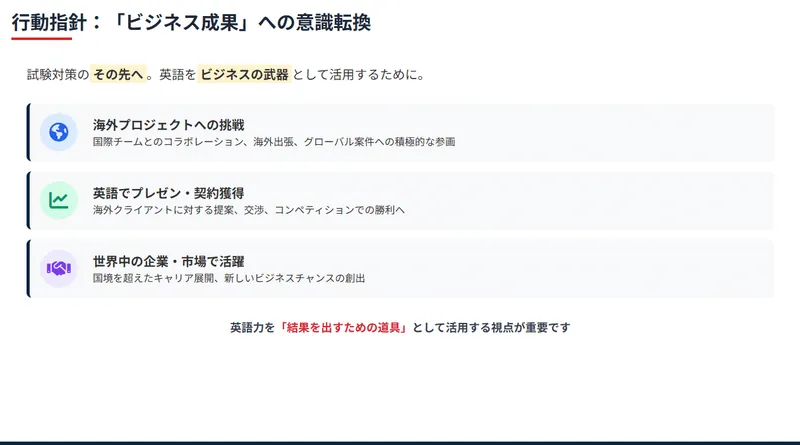 行動指針：「ビジネス成果」への意識転換
試験対策のその先へ。英語をビジネスの武器として活用するために。
海外プロジェクトへの挑戦
国際チームとのコラボレーション、海外出張、グローバル案件への積極的な参画
英語でプレゼン・契約獲得
海外クライアントに対する提案、交渉、コンペティションでの勝利へ
世界中の企業・市場で活躍
国境を超えたキャリア展開、新しいビジネスチャンスの創出
英語力を「結果を出すための道具」として活用する視点が重要です